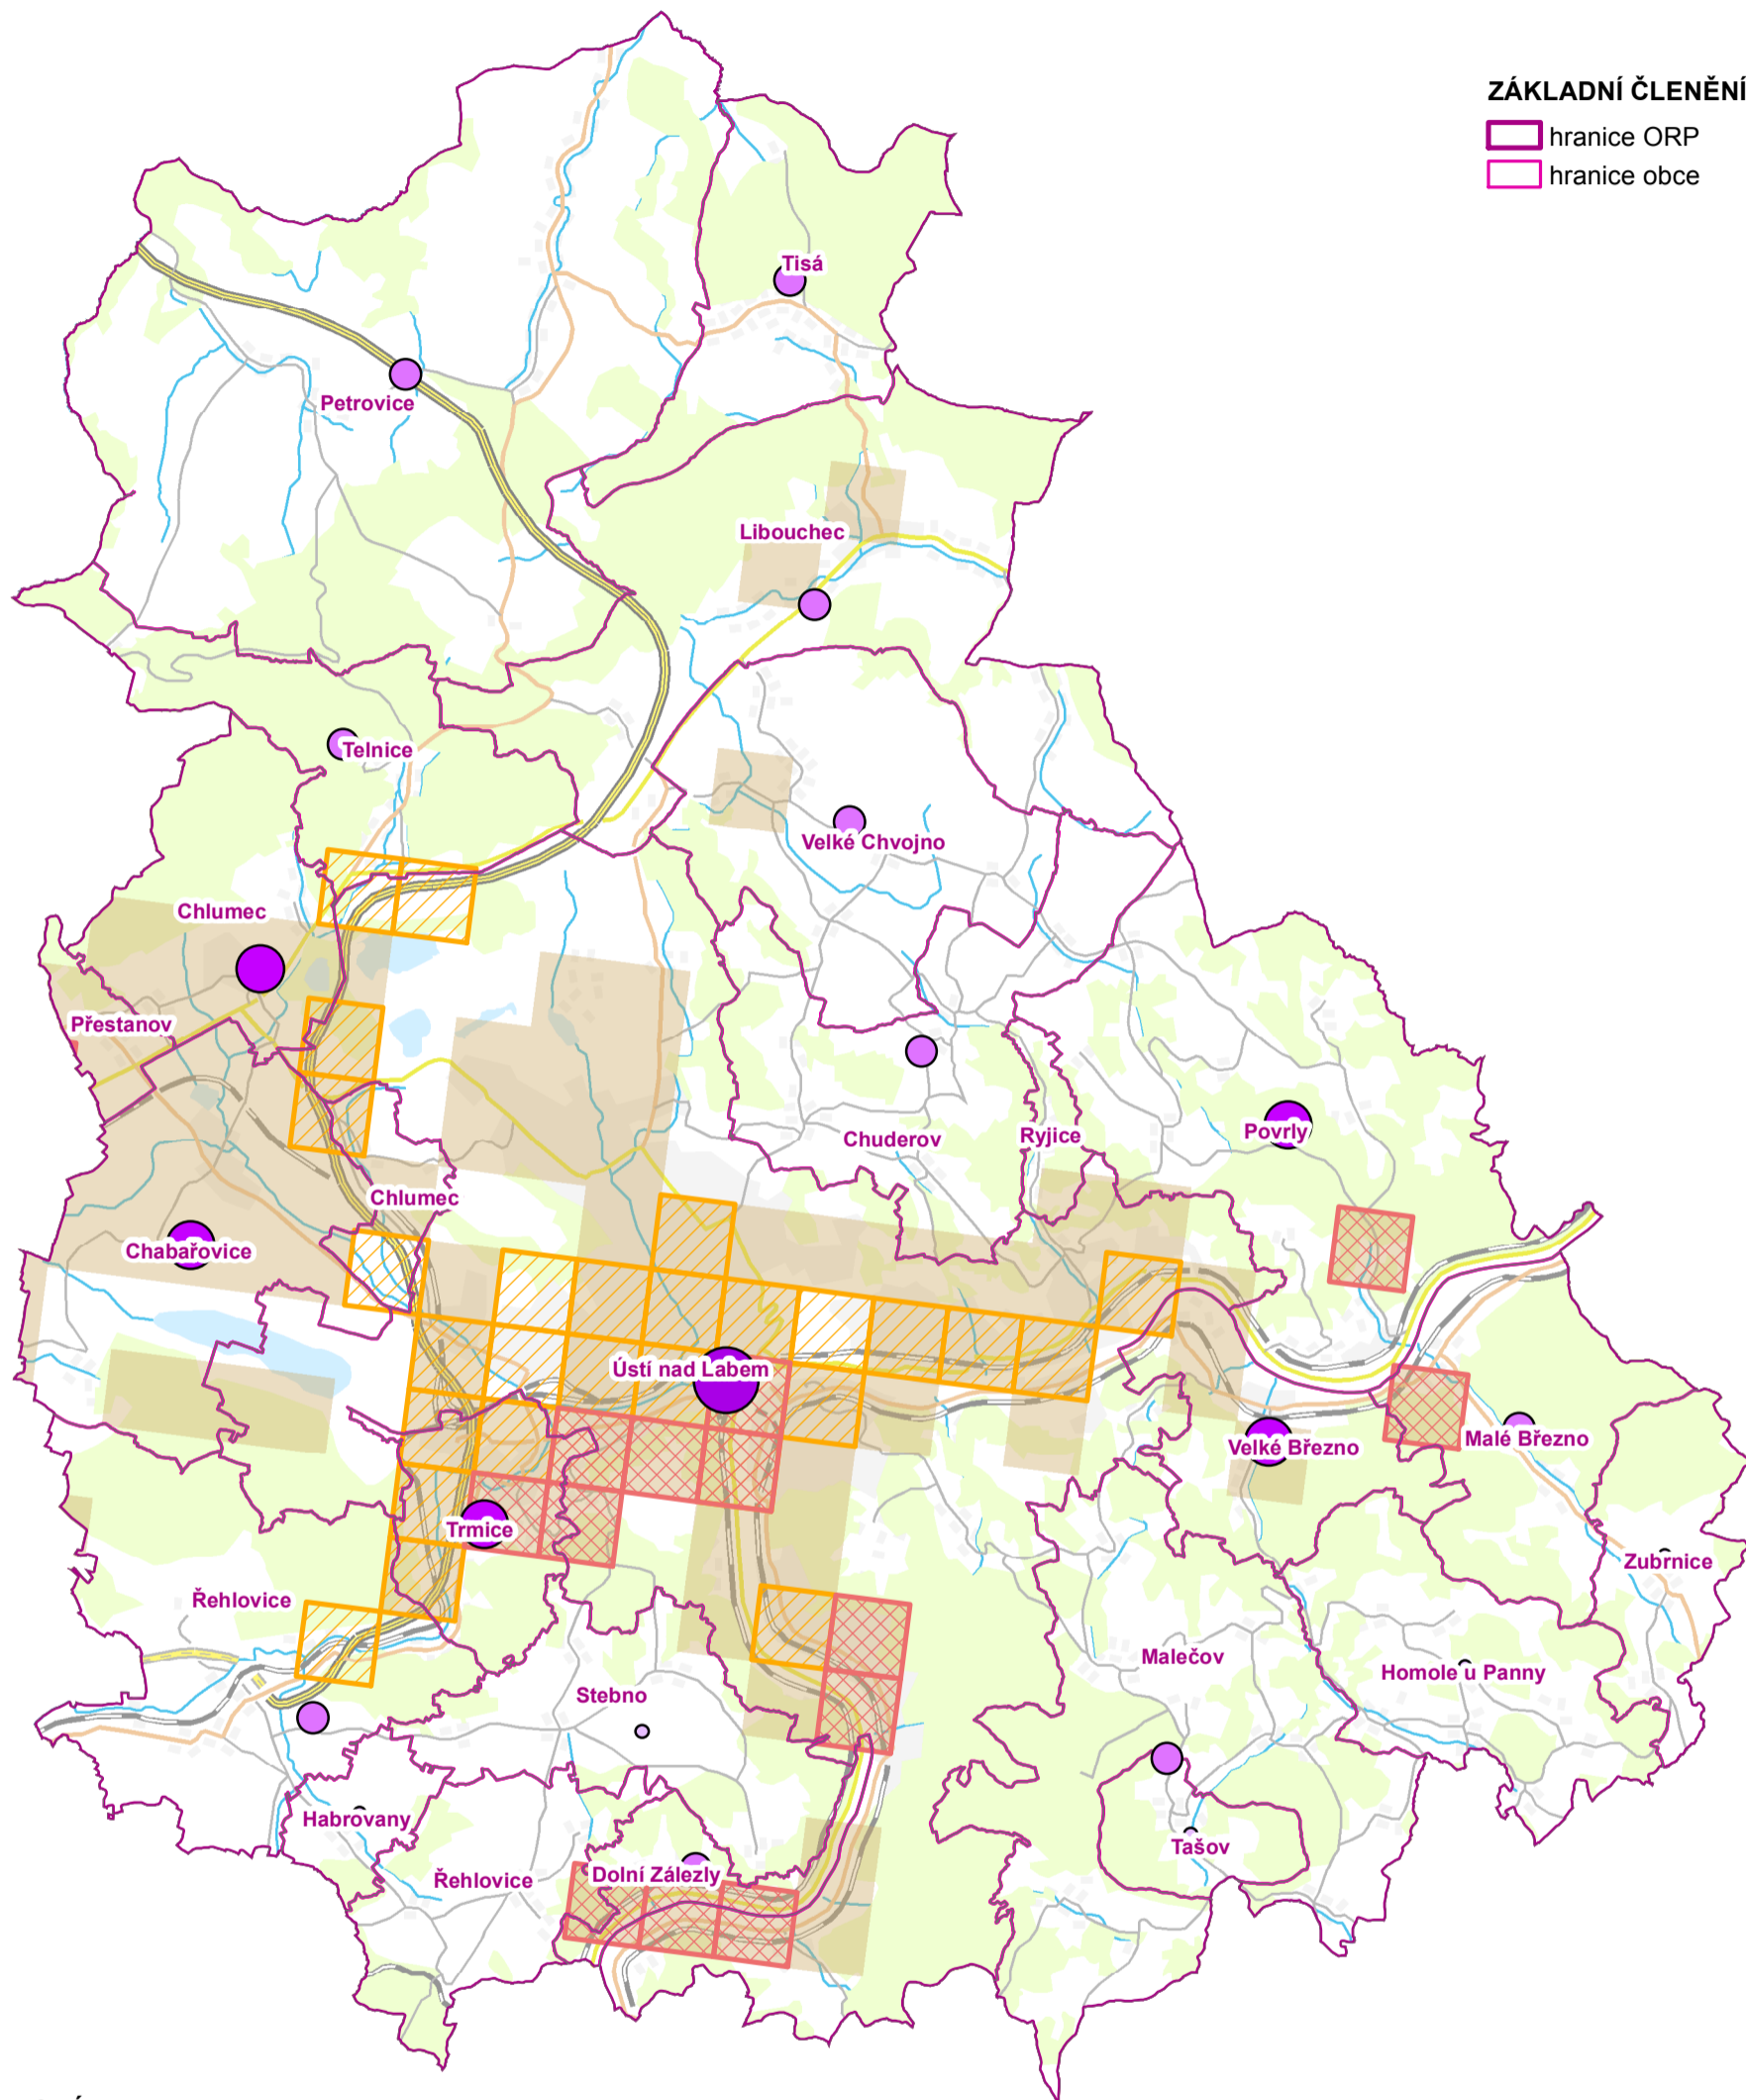 ZÁKLADNÍ ČLENĚNÍ
hranice ORP
hranice obce
Tisá
Petrovice
Libouchec
Telnice
Velké Chvojno
Chlumec
Přestanov
Chuderov
Ryjice
Povrly
Chlumec
Chabařovice
Ústí nad Labem
Velké Březno
Malé Březno
Trmice
Zubrnice
Řehlovice
Malečov
Homole u Panny
Stebno
Habrovany
Tašov
Dolní Zálezly
Řehlovice